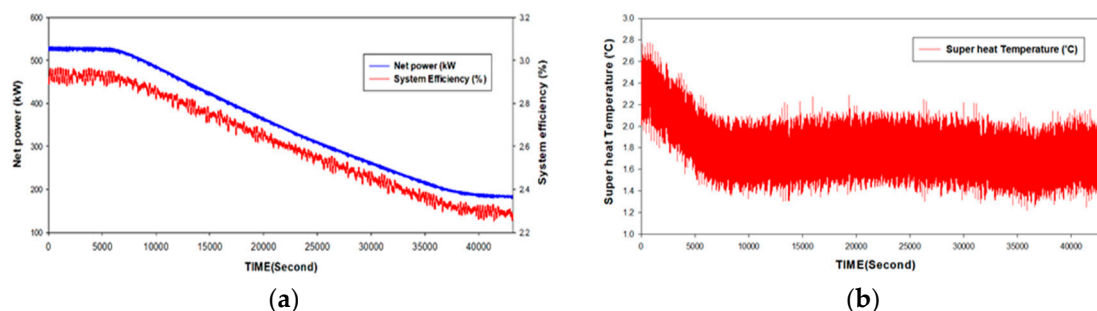 600
500
400
300
200
100
Net power (kW)
3.2
3.0
2.8
2.6
2.4
2.2
System efficiency (%)
Net power (kW
System Efficiency (%)
0 5000 10000 15000 20000 25000 30000 35000 40000
TIME(Second)
(a)
3.0
2.8
2.6
2.4
2.2
2.0
1.8
1.6
1.4
1.2
1.0
Super heat Temperature ('C)
Super heat Temperature ('C)
0 5000 10000 15000 20000 25000 30000 35000 40000
TIME(Second)
(b)